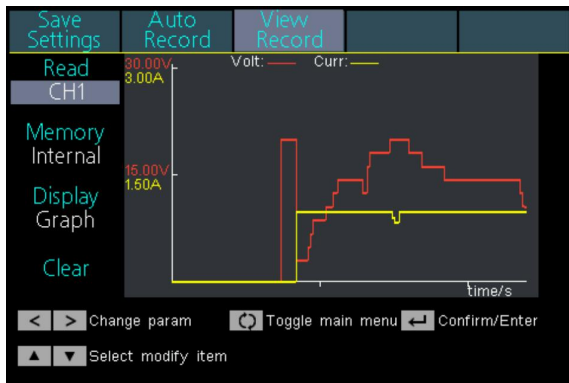 Save Settings
Auto Record
View Record
Read
CH1
Memory
Internal
Display
Graph
Clear
30.00V
3.00A
Volt:
Curr:
15.00V
1.50A
time/s
< > Change param
Toggle main menu
Confirm/Enter
▲ ▼ Select modify item